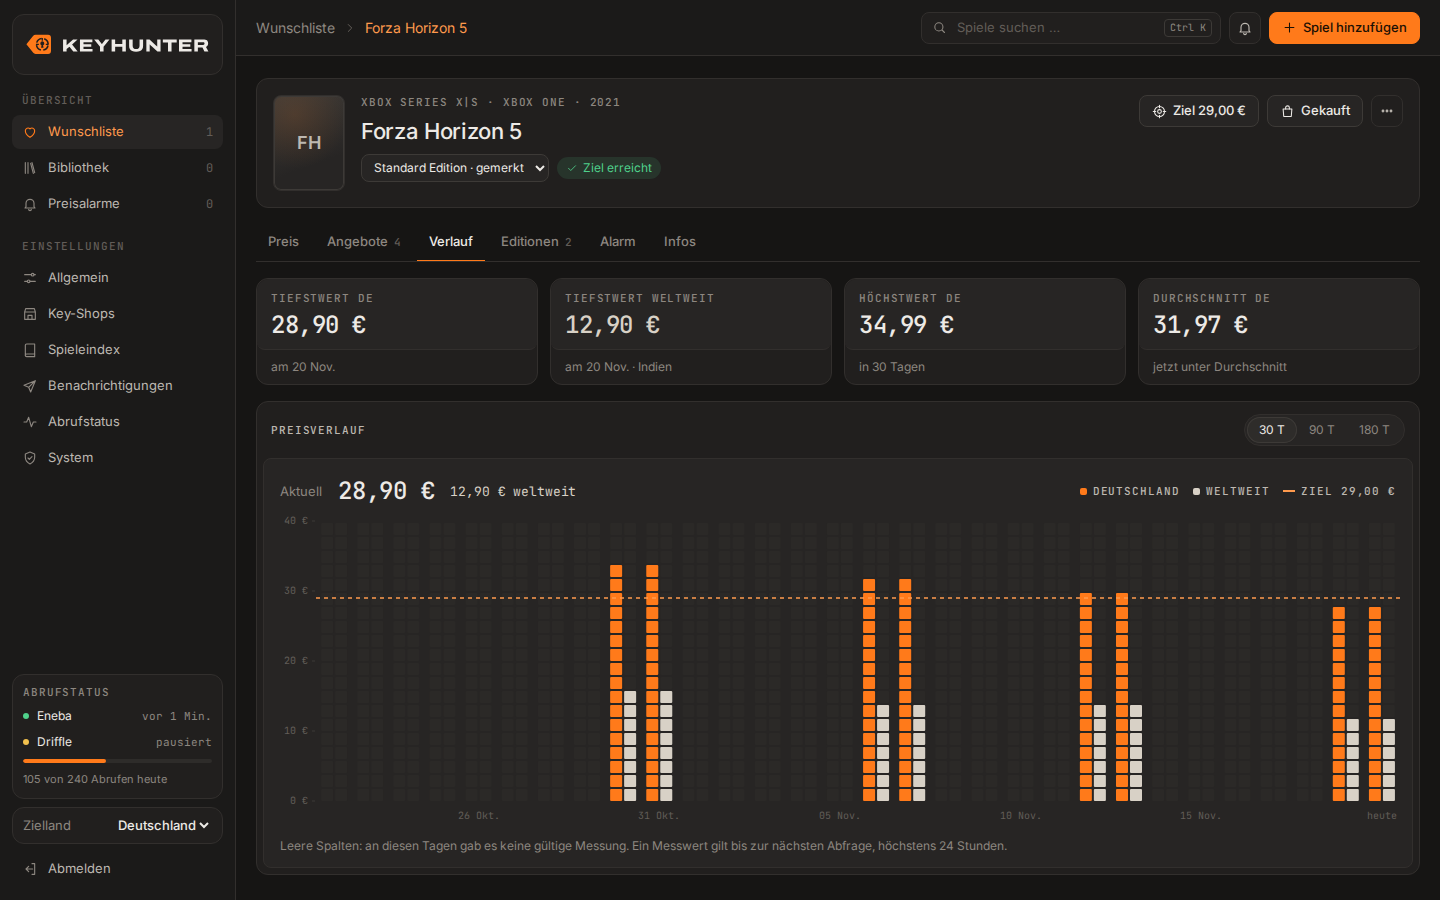 KEYHUNTER
ÜBERSICHT
Wunschliste 1
Bibliothek 0
Preisalarme 0
EINSTELLUNGEN
Allgemein
Key-Shops
Spieleindex
Benachrichtigungen
Abrufstatus
System
ABRUFSTATUS
Eneba vor 1 Min.
Driffle pausiert
105 von 240 Abrufen heute
Zielland Deutschland
Abmelden
Wunschliste Forza Horizon 5
Spiele suchen ... Ctrl K
Spiel hinzufügen
FH
XBOX SERIES X|S · XBOX ONE · 2021
Forza Horizon 5
Standard Edition · gemerkt
Ziel erreicht
Ziel 29,00 €
Gekauft
Preis Angebote 4 Verlauf Editionen 2 Alarm Infos
TIEFSTWERT DE
28,90 €
am 20 Nov.
TIEFSTWERT WELTWEIT
12,90 €
am 20 Nov. · Indien
HÖCHSTWERT DE
34,99 €
in 30 Tagen
DURCHSCHNITT DE
31,97 €
jetzt unter Durchschnitt
PREISVERLAUF
30 T 90 T 180 T
Aktuell 28,90 € 12,90 € weltweit
DEUTSCHLAND WELTWEIT ZIEL 29,00 €
40 €
30 €
20 €
10 €
0 €
26 Okt. 31 Okt. 05 Nov. 10 Nov. 15 Nov. heute
Leere Spalten: an diesen Tagen gab es keine gültige Messung. Ein Messwert gilt bis zur nächsten Abfrage, höchstens 24 Stunden.